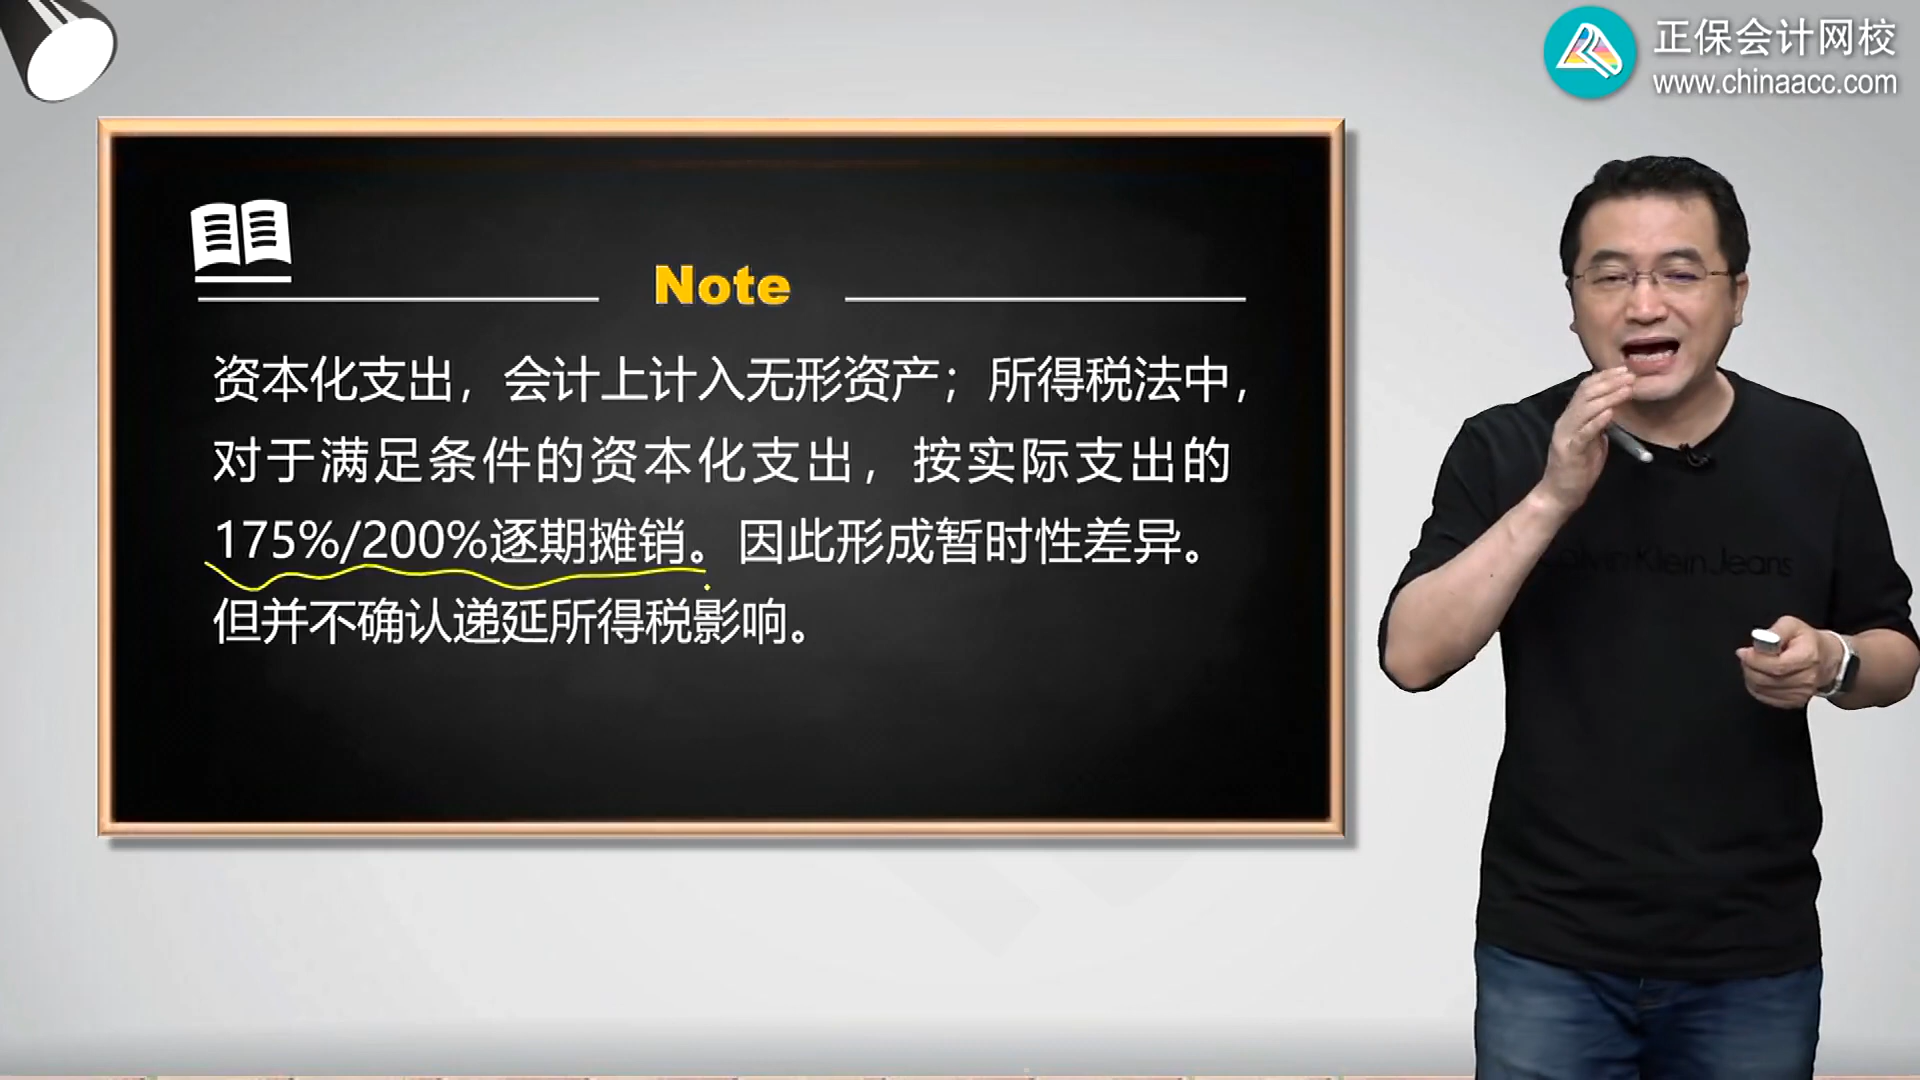 正保会计网校
www.chinaacc.com
Note
资本化支出，会计上计入无形资产；所得税法中，
对于满足条件的资本化支出，按实际支出的
175%/200%逐期摊销。因此形成暂时性差异。
但并不确认递延所得税影响。
Calvin Klein Jeans